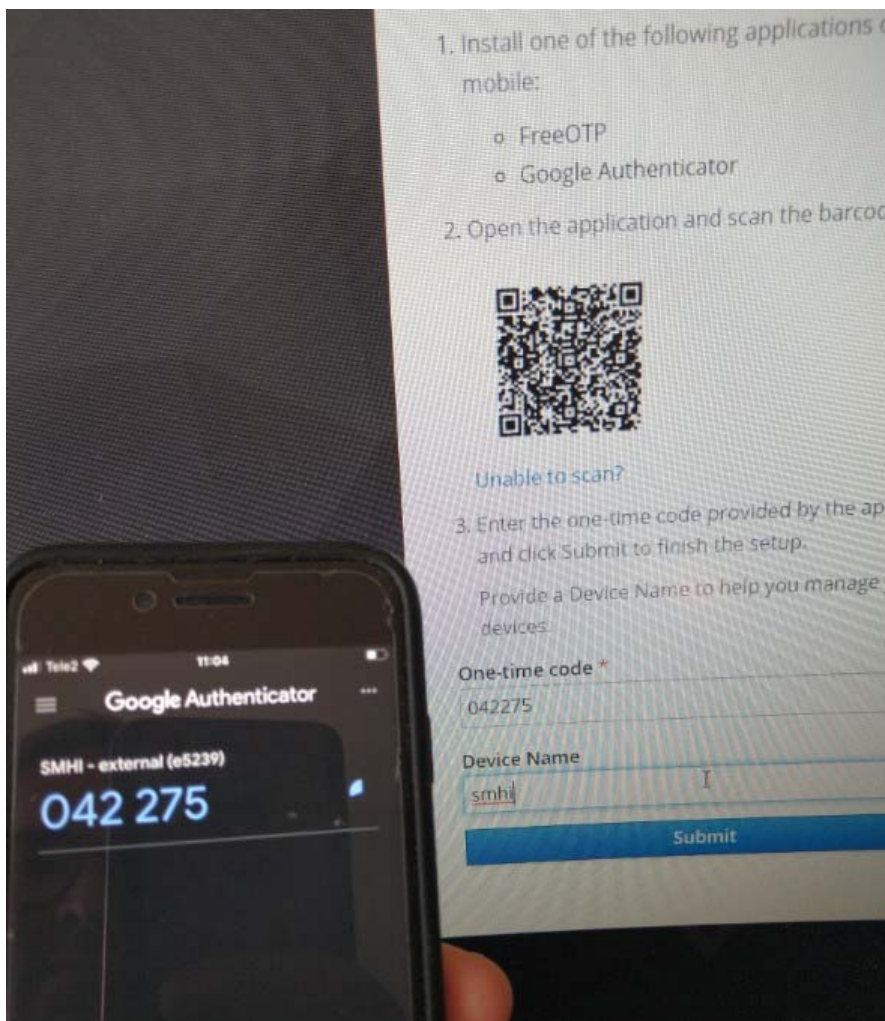 1. Install one of the following applications
mobile:
o FreeOTP
o Google Authenticator
2. Open the application and scan the barcod
Unable to scan?
3. Enter the one-time code provided by the ap
and click Submit to finish the setup.
Provide a Device Name to help you manage
devices.
One-time code *
042275
Device Name
smhi
Submit
Tele2
11:04
Google Authenticator
SMHI - external (e5239)
042 275